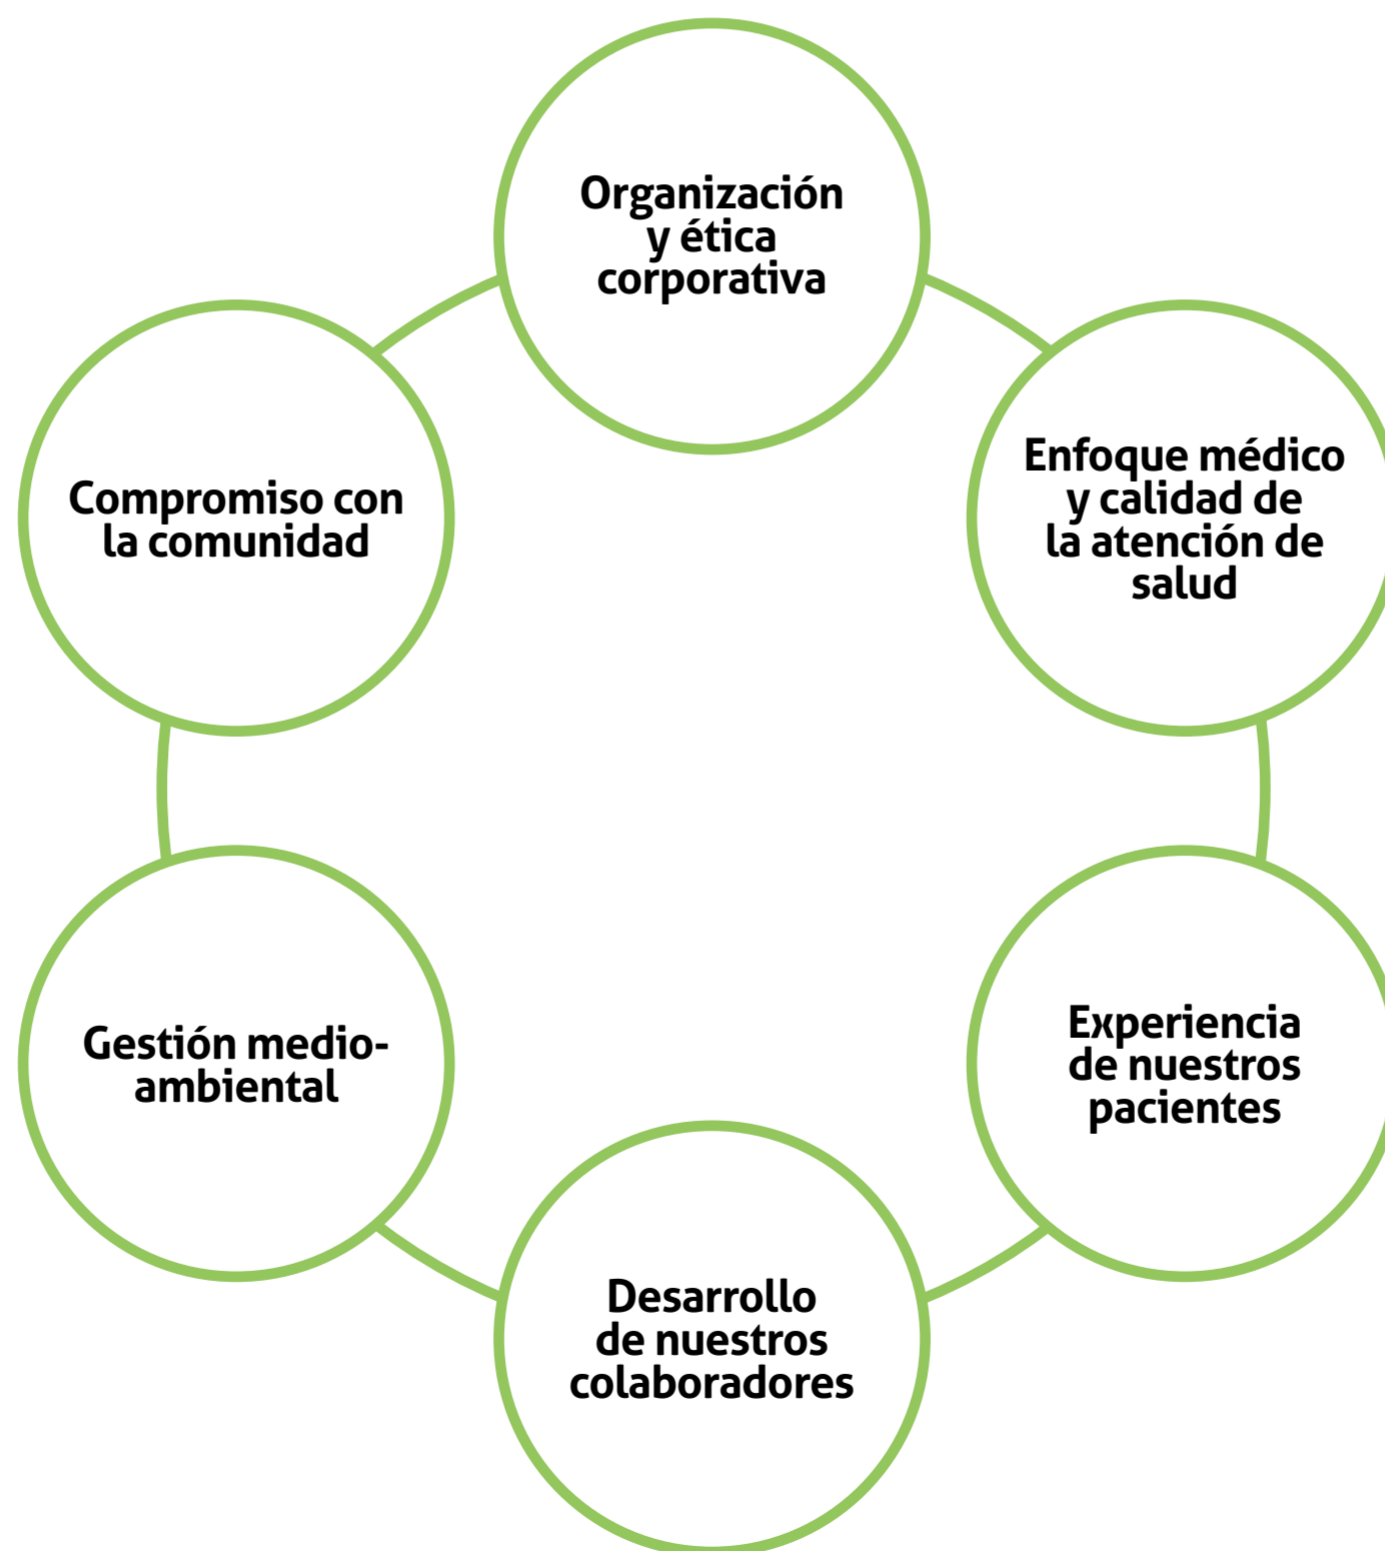 Organización
y ética
corporativa
Enfoque médico
y calidad de
la atención de
salud
Experiencia
de nuestros
pacientes
Desarrollo
de nuestros
colaboradores
Gestión medio-
ambiental
Compromiso con
la comunidad